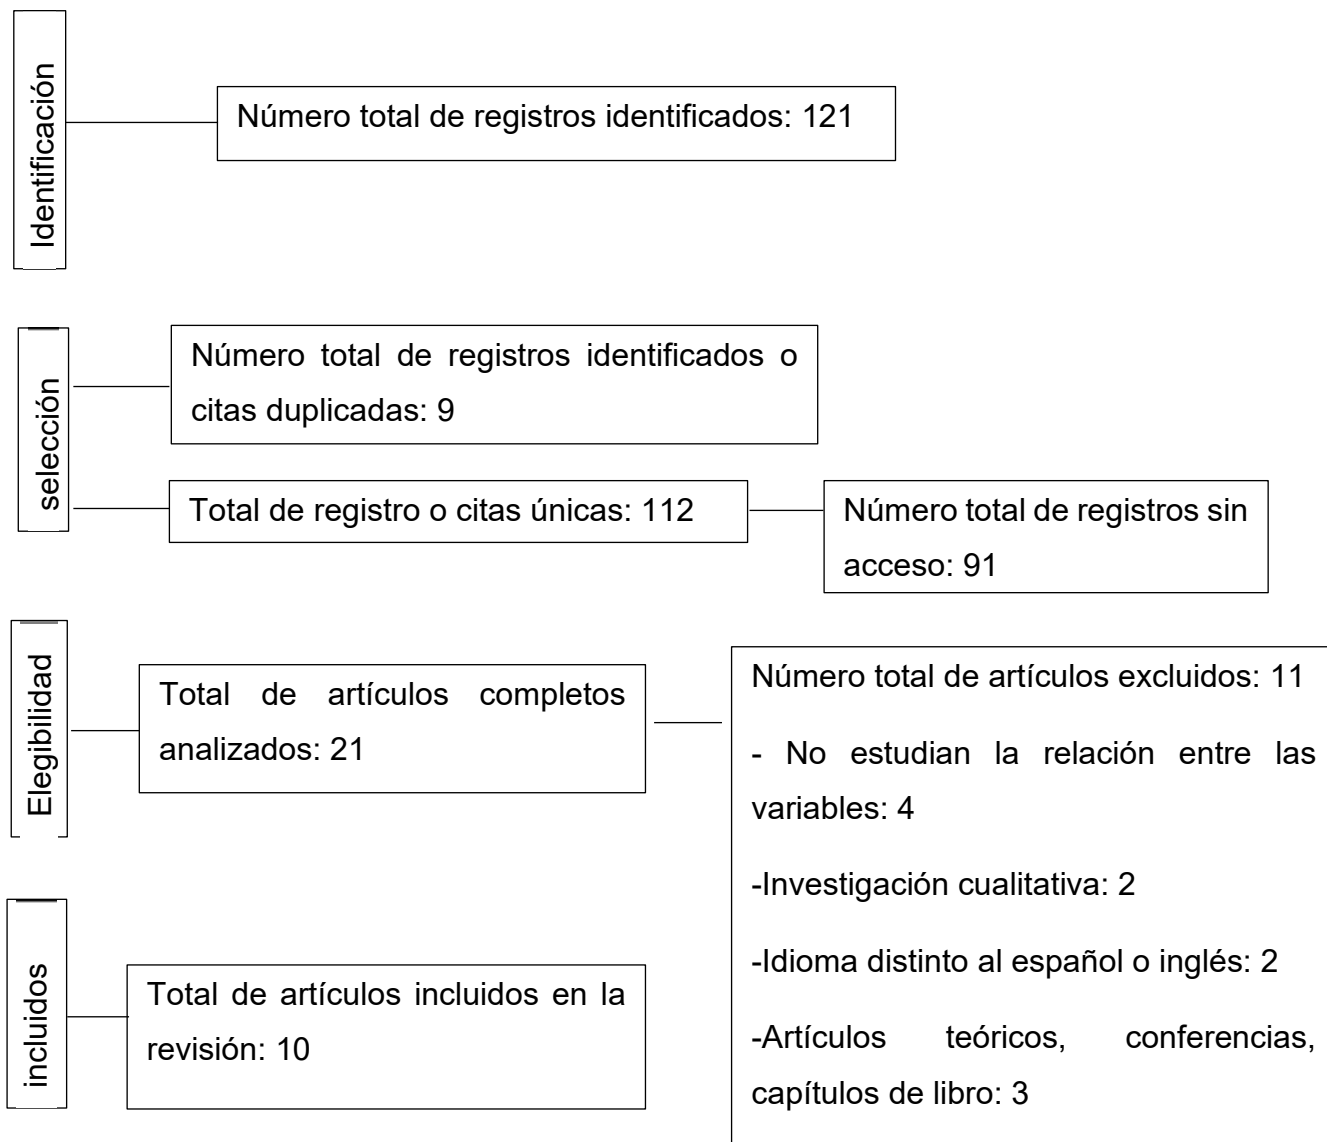 Identificación
Número total de registros identificados: 121
selección
Número total de registros identificados o
citas duplicadas: 9
Total de registro o citas únicas: 112
Número total de registros sin
acceso: 91
Elegibilidad
Total de artículos completos
analizados: 21
Número total de artículos excluidos: 11
- No estudian la relación entre las
variables: 4
-Investigación cualitativa: 2
-Idioma distinto al español o inglés: 2
-Artículos teóricos, conferencias,
capítulos de libro: 3
incluidos
Total de artículos incluidos en la
revisión: 10